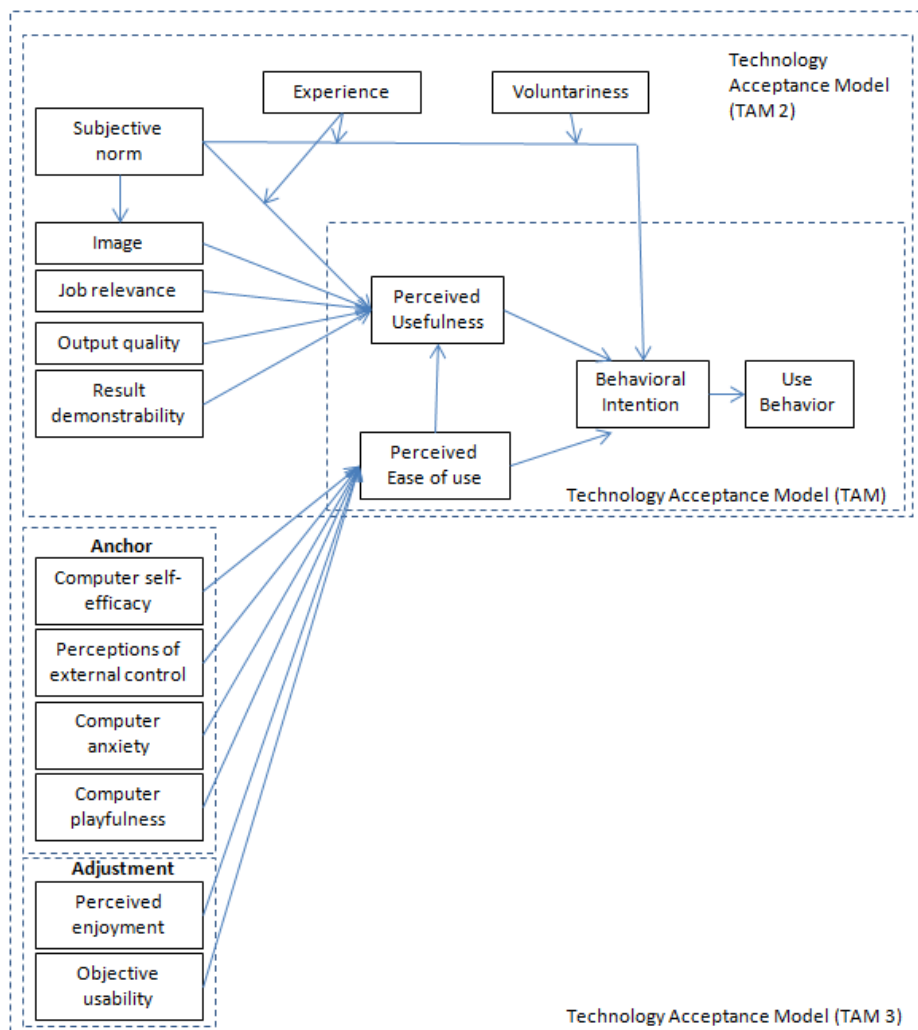 Technology
Acceptance Model
(TAM 2)
Experience
Voluntariness
Subjective
norm
Image
Job relevance
Output quality
Result
demonstrability
Perceived
Usefulness
Behavioral
Intention
Use
Behavior
Perceived
Ease of use
Technology Acceptance Model (TAM)
Anchor
Computer self-
efficacy
Perceptions of
external control
Computer
anxiety
Computer
playfulness
Adjustment
Perceived
enjoyment
Objective
usability
Technology Acceptance Model (TAM 3)